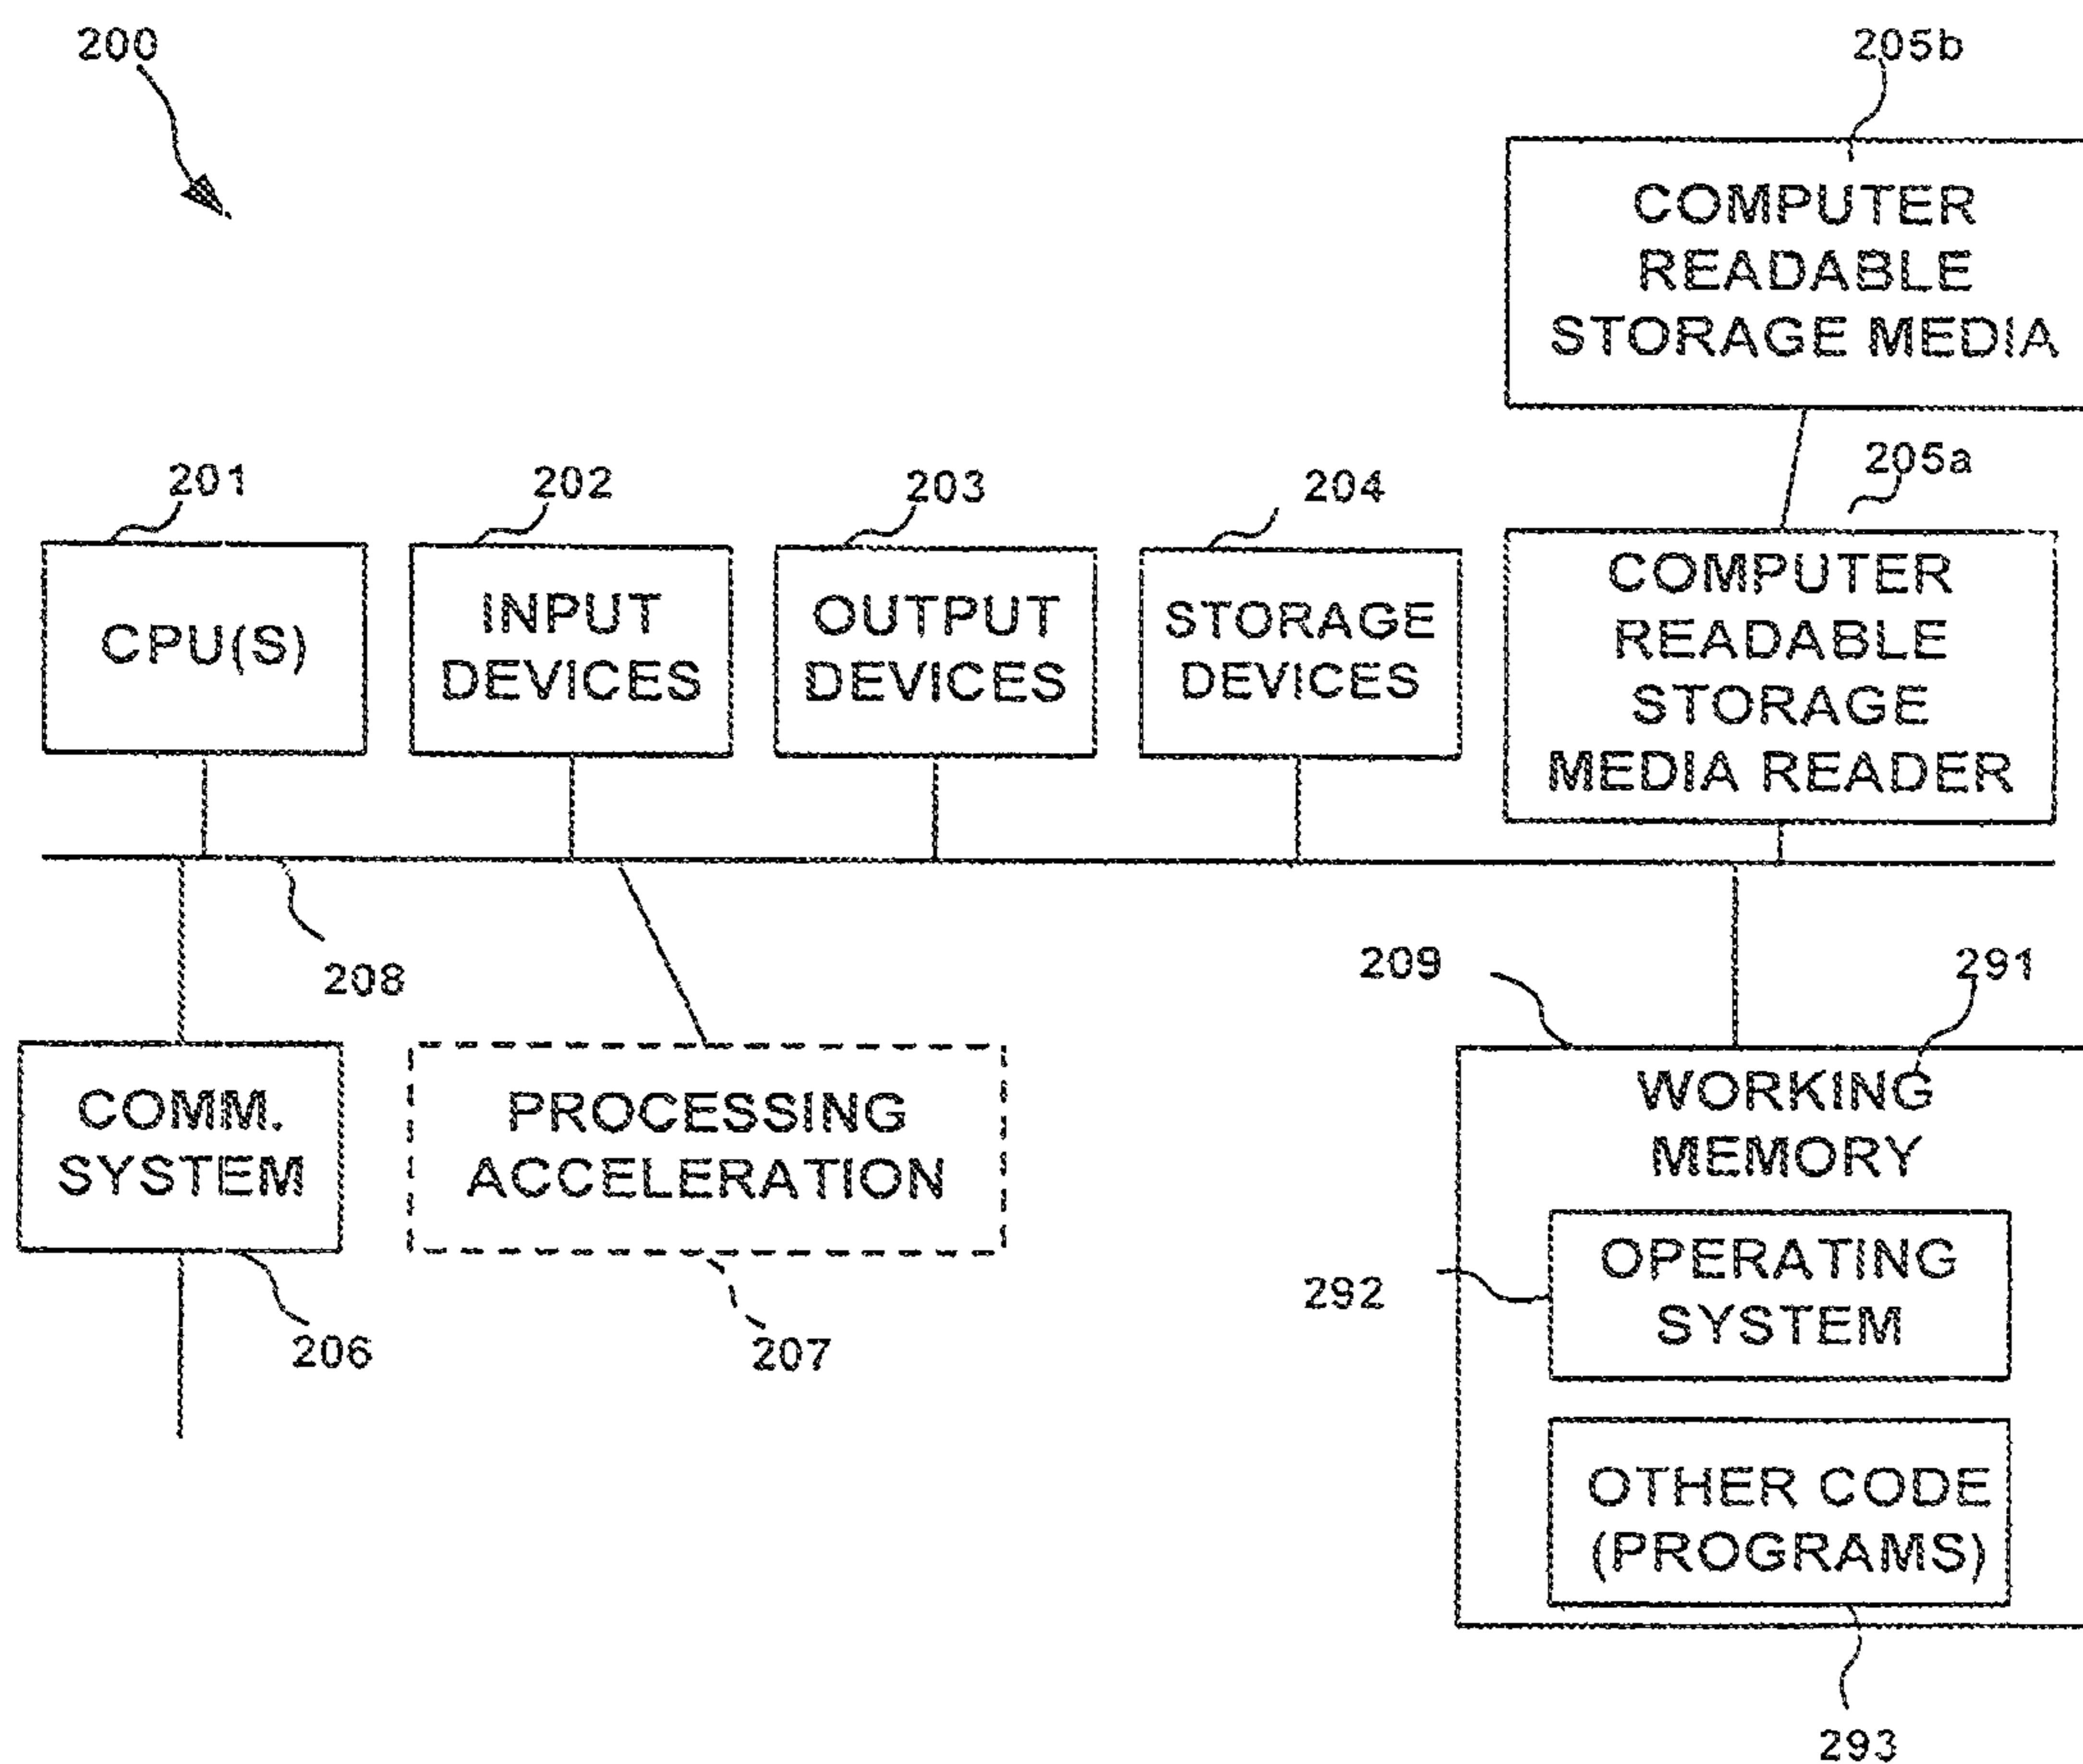 200
205b
COMPUTER
READABLE
STORAGE MEDIA
205a
201
202
203
204
CPU(S)
INPUT
DEVICES
OUTPUT
DEVICES
STORAGE
DEVICES
COMPUTER
READABLE
STORAGE
MEDIA READER
208
209
291
COMM.
SYSTEM
PROCESSING
ACCELERATION
WORKING
MEMORY
206
207
292
OPERATING
SYSTEM
OTHER CODE
(PROGRAMS)
293